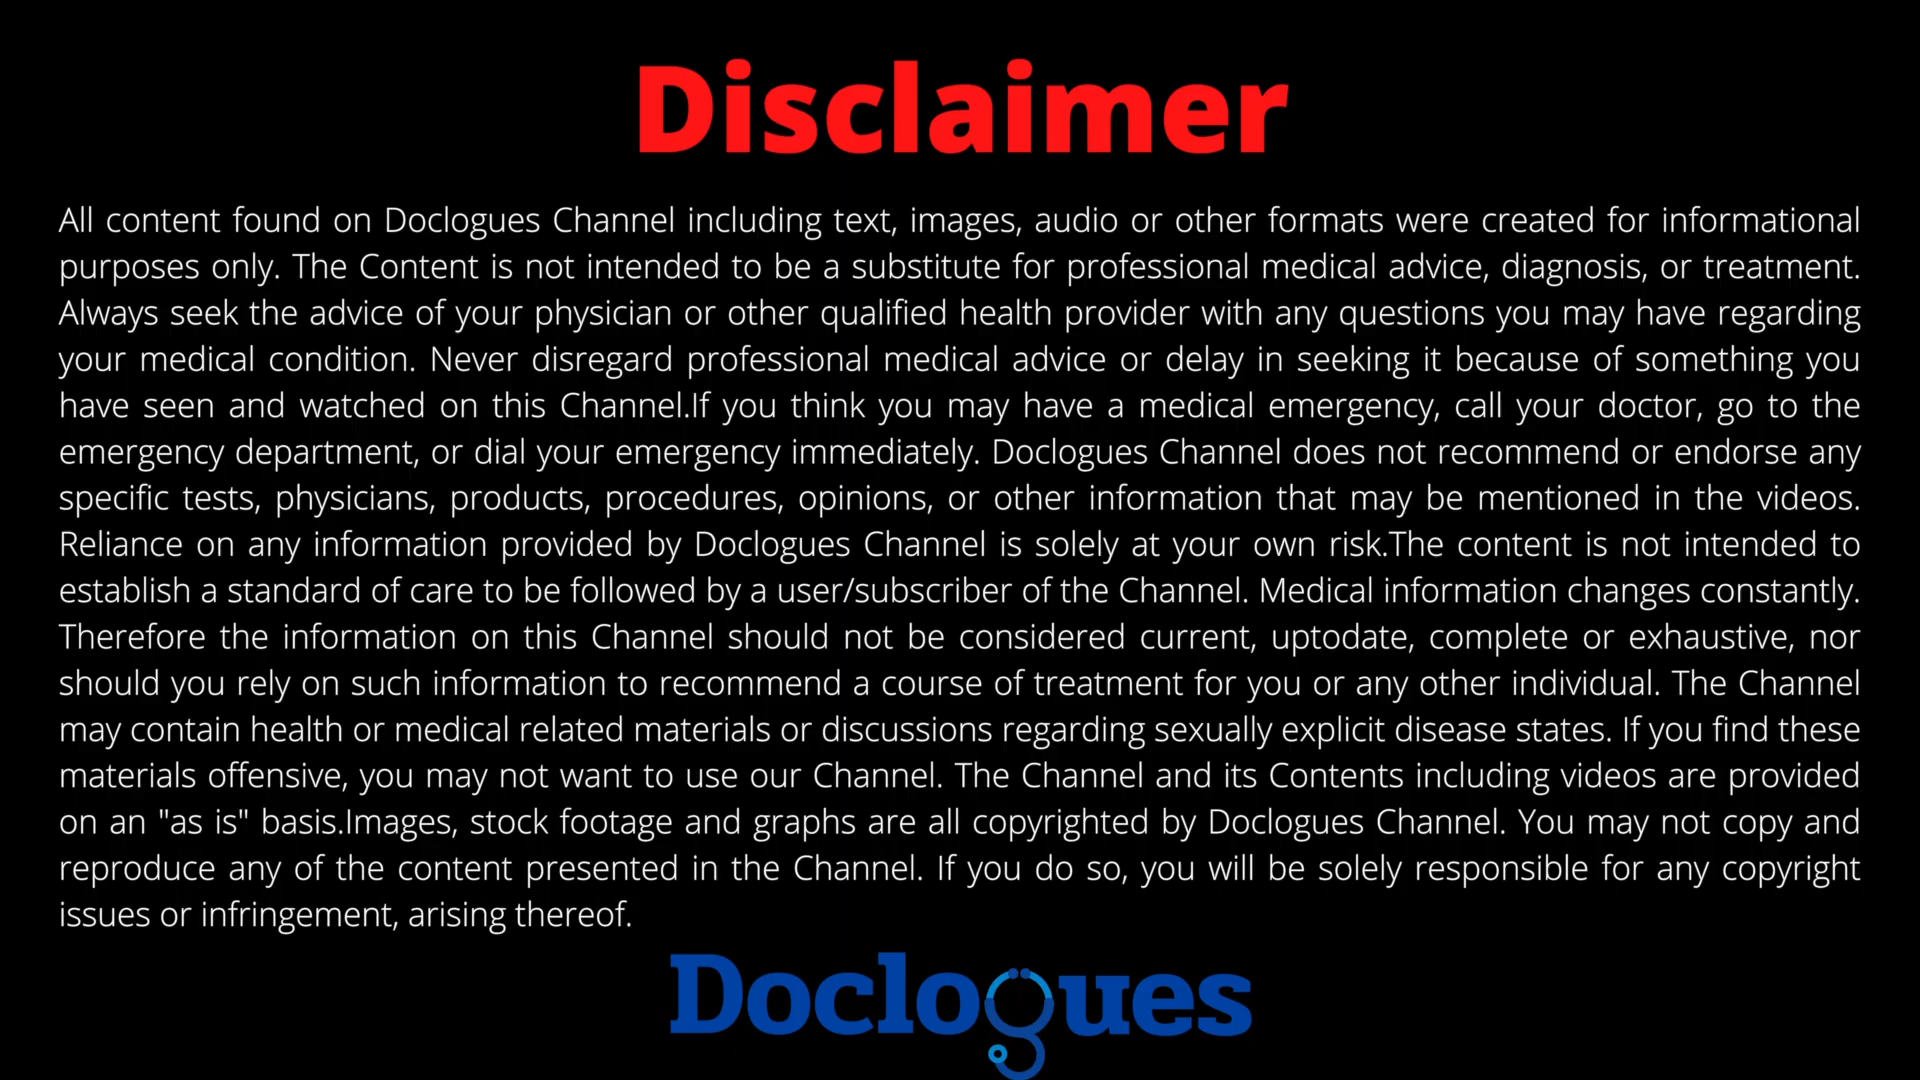 Disclaimer
All content found on Doclogues Channel including text, images, audio or other formats were created for informational
purposes only. The Content is not intended to be a substitute for professional medical advice, diagnosis, or treatment.
Always seek the advice of your physician or other qualified health provider with any questions you may have regarding
your medical condition. Never disregard professional medical advice or delay in seeking it because of something you
have seen and watched on this Channel.If you think you may have a medical emergency, call your doctor, go to the
emergency department, or dial your emergency immediately. Doclogues Channel does not recommend or endorse any
specific tests, physicians, products, procedures, opinions, or other information that may be mentioned in the videos.
Reliance on any information provided by Doclogues Channel is solely at your own risk.The content is not intended to
establish a standard of care to be followed by a user/subscriber of the Channel. Medical information changes constantly.
Therefore the information on this Channel should not be considered current, uptodate, complete or exhaustive, nor
should you rely on such information to recommend a course of treatment for you or any other individual. The Channel
may contain health or medical related materials or discussions regarding sexually explicit disease states. If you find these
materials offensive, you may not want to use our Channel. The Channel and its Contents including videos are provided
on an "as is" basis.Images, stock footage and graphs are all copyrighted by Doclogues Channel. You may not copy and
reproduce any of the content presented in the Channel. If you do so, you will be solely responsible for any copyright
issues or infringement, arising thereof.
Doclogues